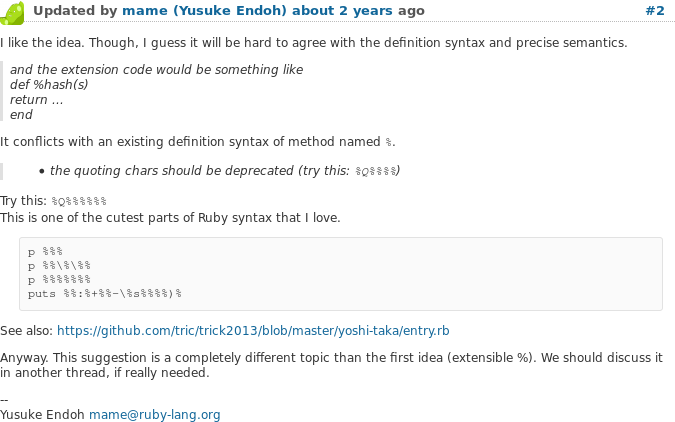 Updated by mame (Yusuke Endoh) about 2 years ago #2
I like the idea. Though, I guess it will be hard to agree with the definition syntax and precise semantics.
and the extension code would be something like
def %hash(s)
return ...
end
It conflicts with an existing definition syntax of method named %.
• the quoting chars should be deprecated (try this: %Q%%%%)
Try this: %Q%%%%%%
This is one of the cutest parts of Ruby syntax that I love.
p %%%
p %%\%\%%
p %%%%%%%
puts %%:%+%%-\%s%%%%)%
See also: https://github.com/tric/trick2013/blob/master/yoshi-taka/entry.rb
Anyway. This suggestion is a completely different topic than the first idea (extensible %). We should discuss it
in another thread, if really needed.
--
Yusuke Endoh mame@ruby-lang.org